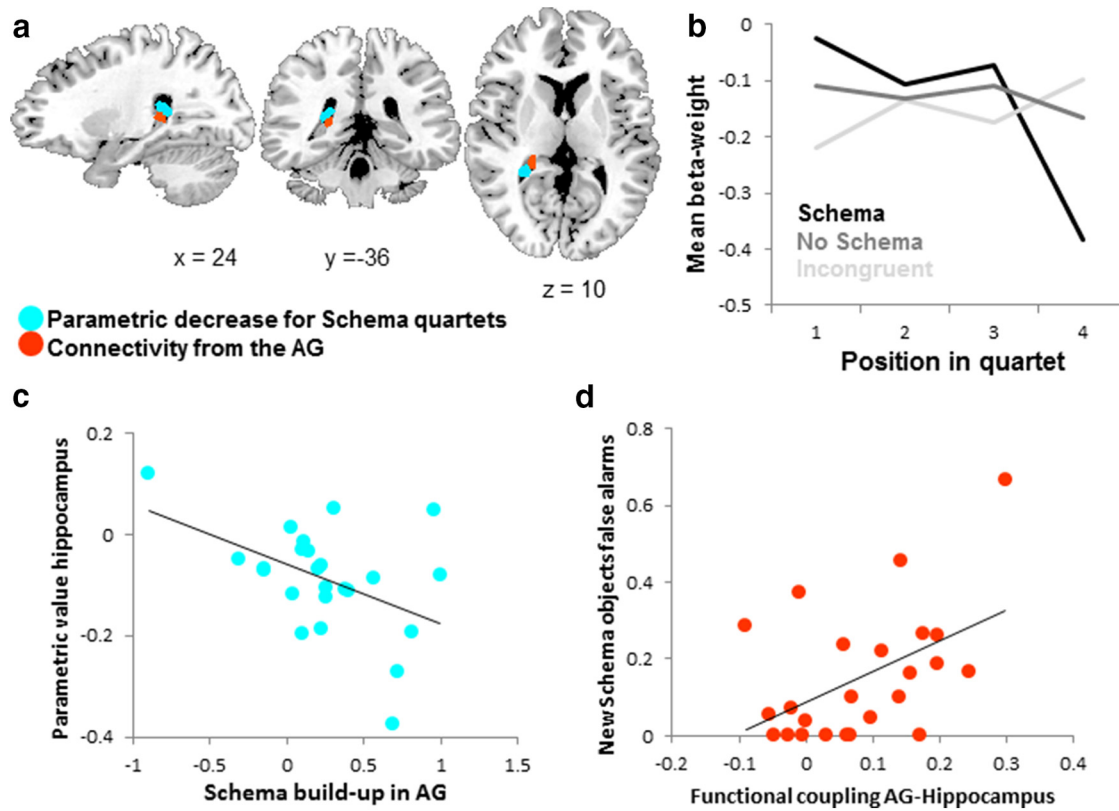 a
x = 24
y =-36
z = 10
Parametric decrease for Schema quartets
Connectivity from the AG
b
Mean beta-weight
0
-0.1
-0.2
-0.3
-0.4
-0.5
Schema
No Schema
Incongruent
1 2 3 4
Position in quartet
c
Parametric value hippocampus
0.2
0
-0.2
-0.4
-1 -0.5 0 0.5 1 1.5
Schema build-up in AG
d
New Schema objects false alarms
0.8
0.6
0.4
0.2
0
-0.2 -0.1 0 0.1 0.2 0.3 0.4
Functional coupling AG-Hippocampus